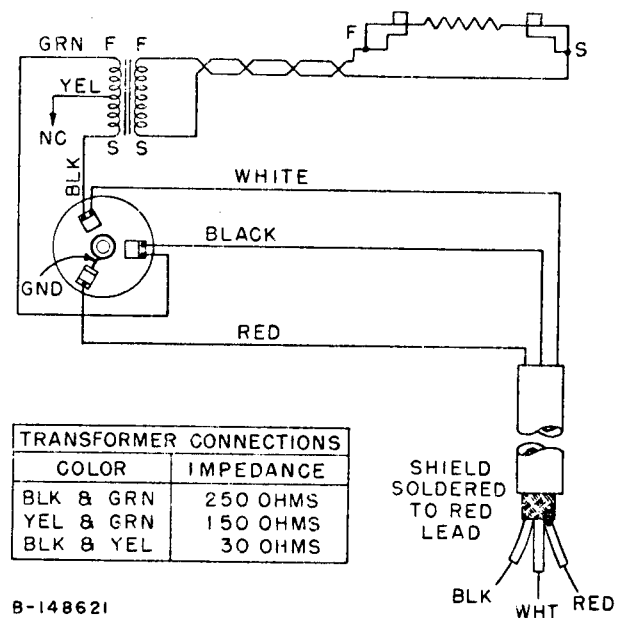 F
S
GRN F F
YEL
NC
S S
BLK
WHITE
BLACK
GND
RED
TRANSFORMER CONNECTIONS
COLOR IMPEDANCE
BLK & GRN 250 OHMS
YEL & GRN 150 OHMS
BLK & YEL 30 OHMS
SHIELD
SOLDERED
TO RED
LEAD
BLK WHT RED
B-148621